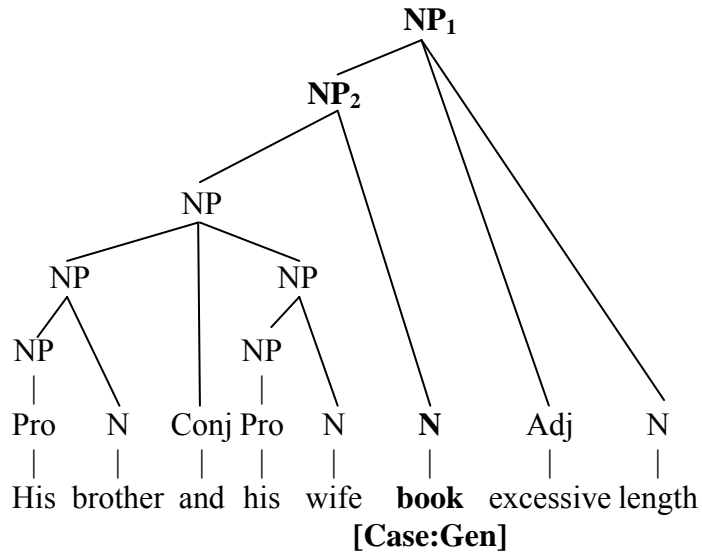 NP₁
NP₂
NP
NP NP
NP NP
Pro N Conj Pro N N Adj N
His brother and his wife book excessive length
[Case:Gen]